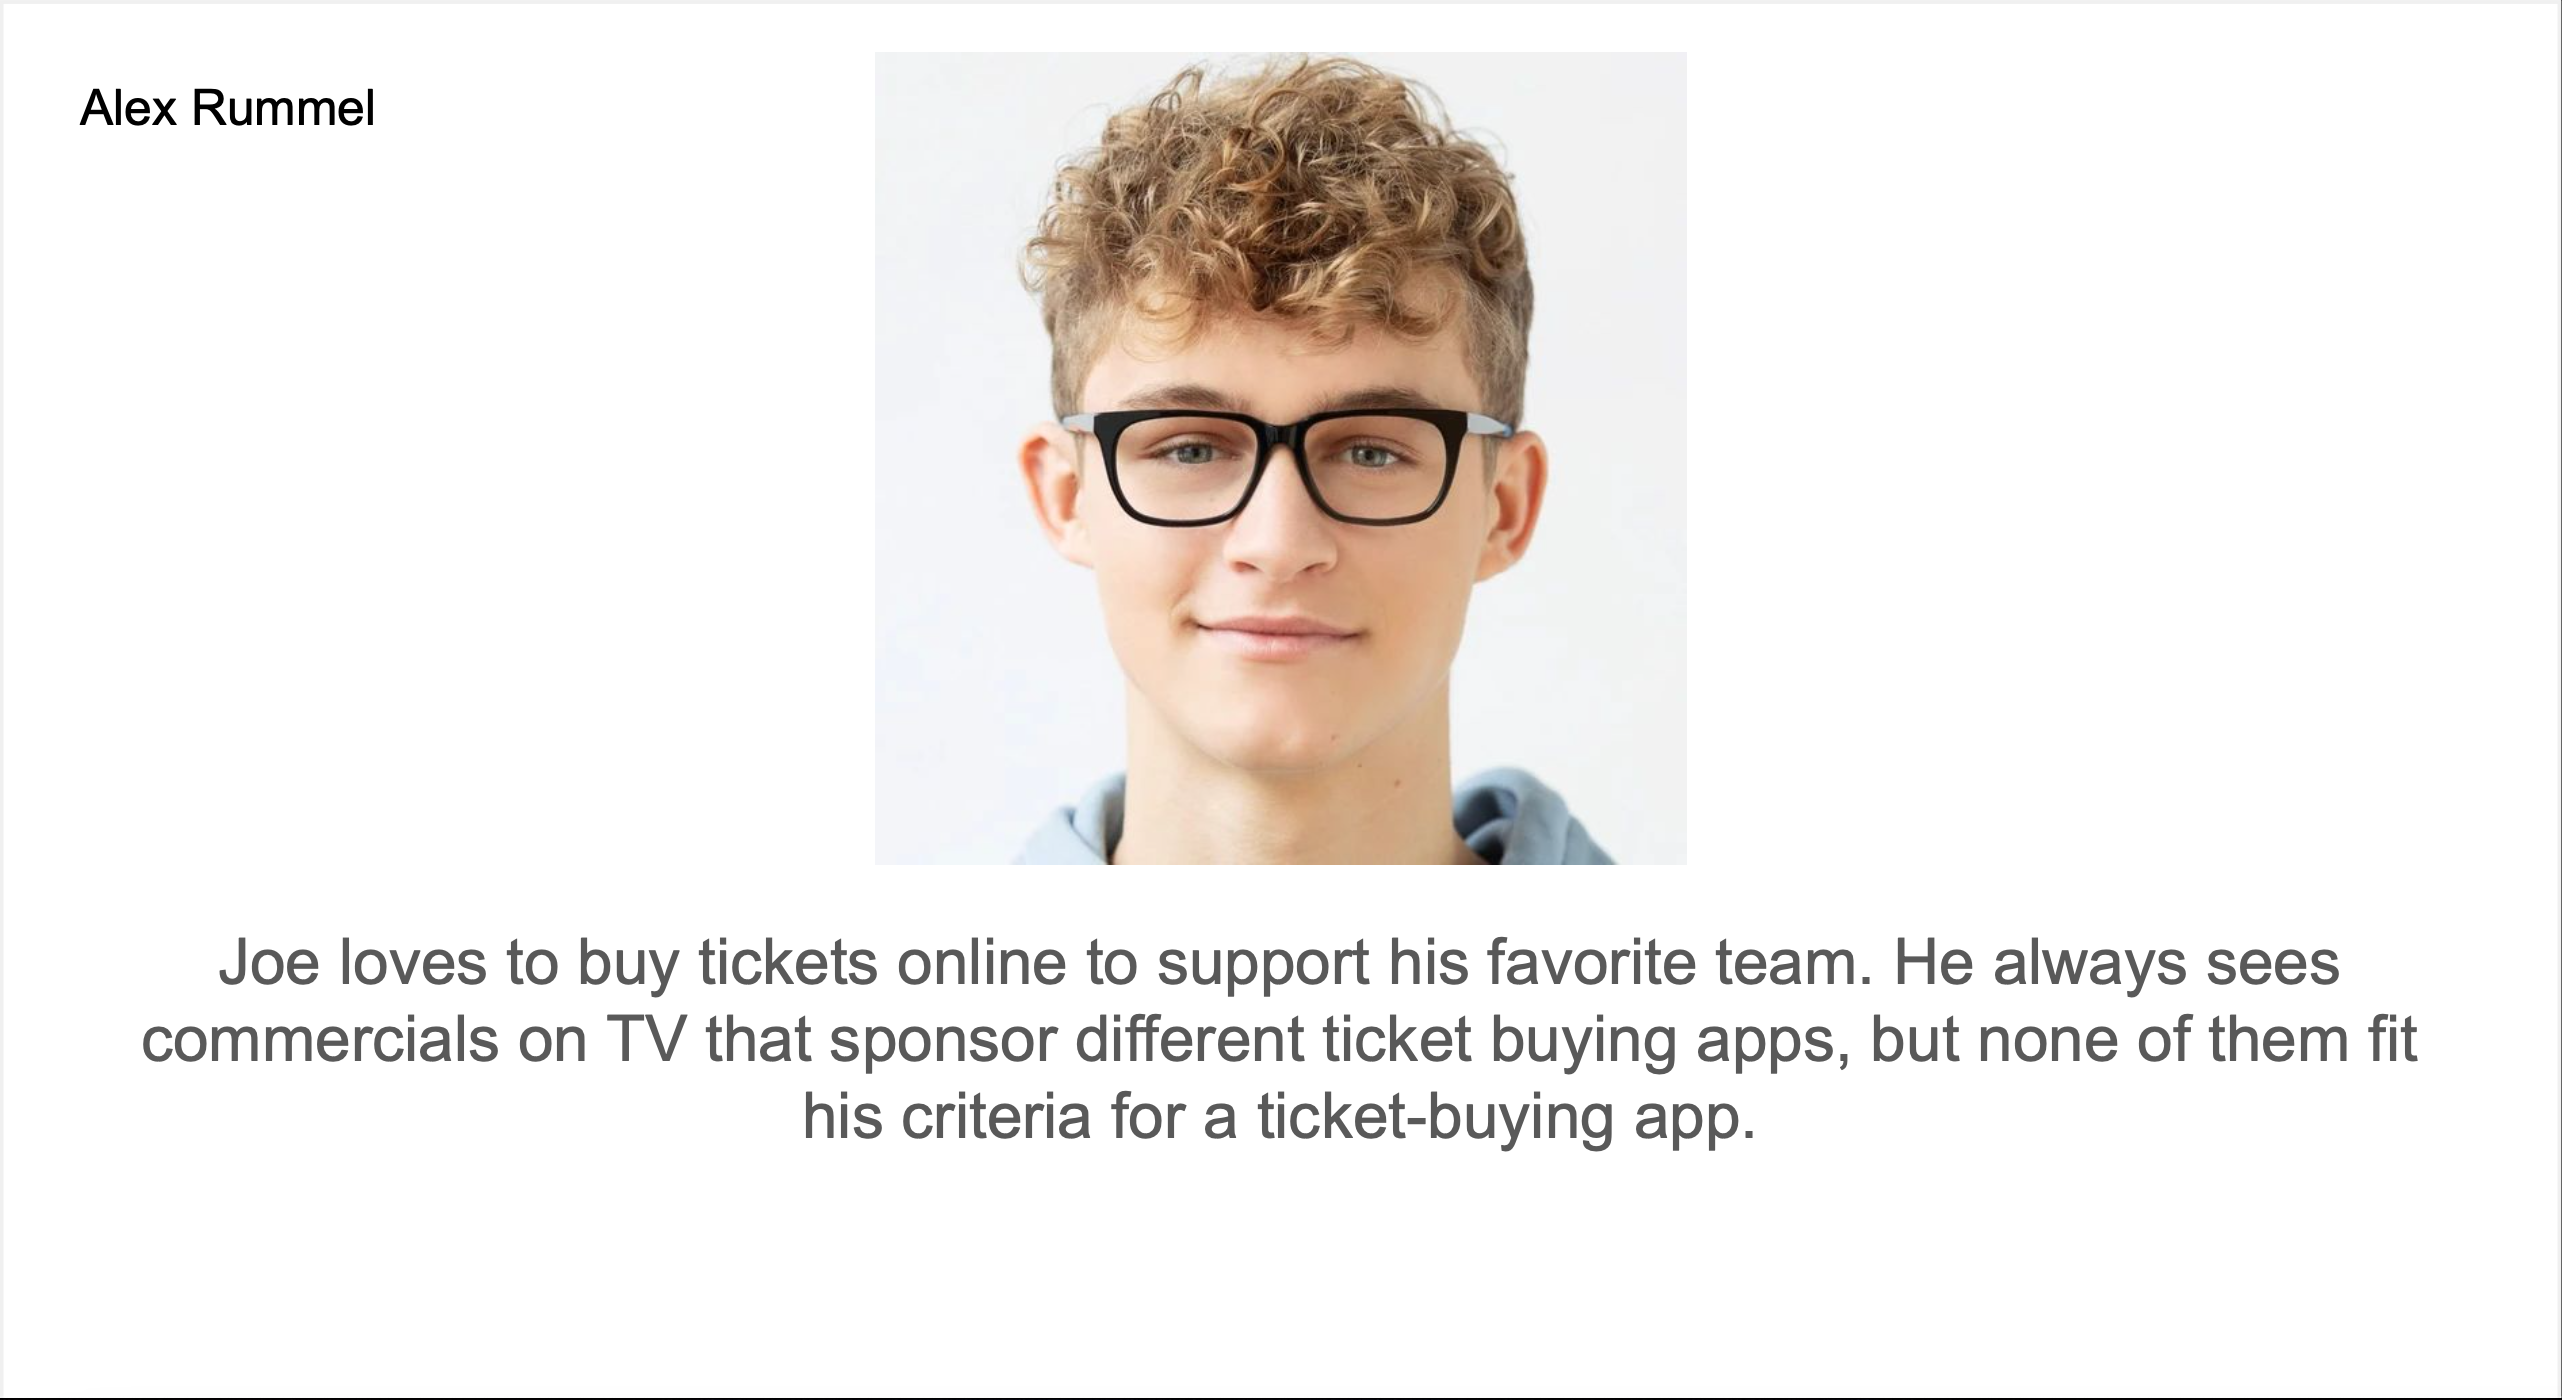 Alex Rummel
Joe loves to buy tickets online to support his favorite team. He always sees
commercials on TV that sponsor different ticket buying apps, but none of them fit
his criteria for a ticket-buying app.